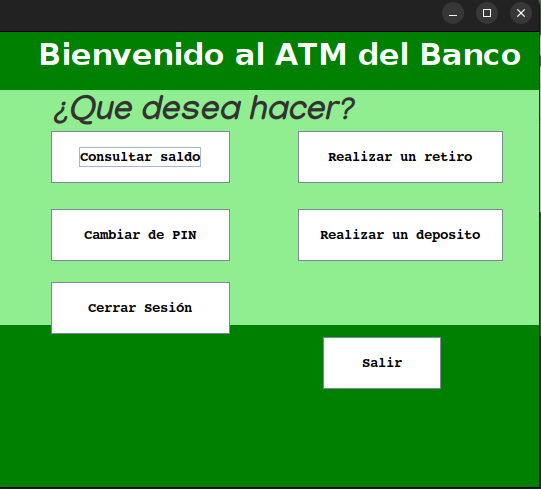 Bienvenido al ATM del Banco
¿Que desea hacer?
Consultar saldo
Realizar un retiro
Cambiar de PIN
Realizar un deposito
Cerrar Sesión
Salir